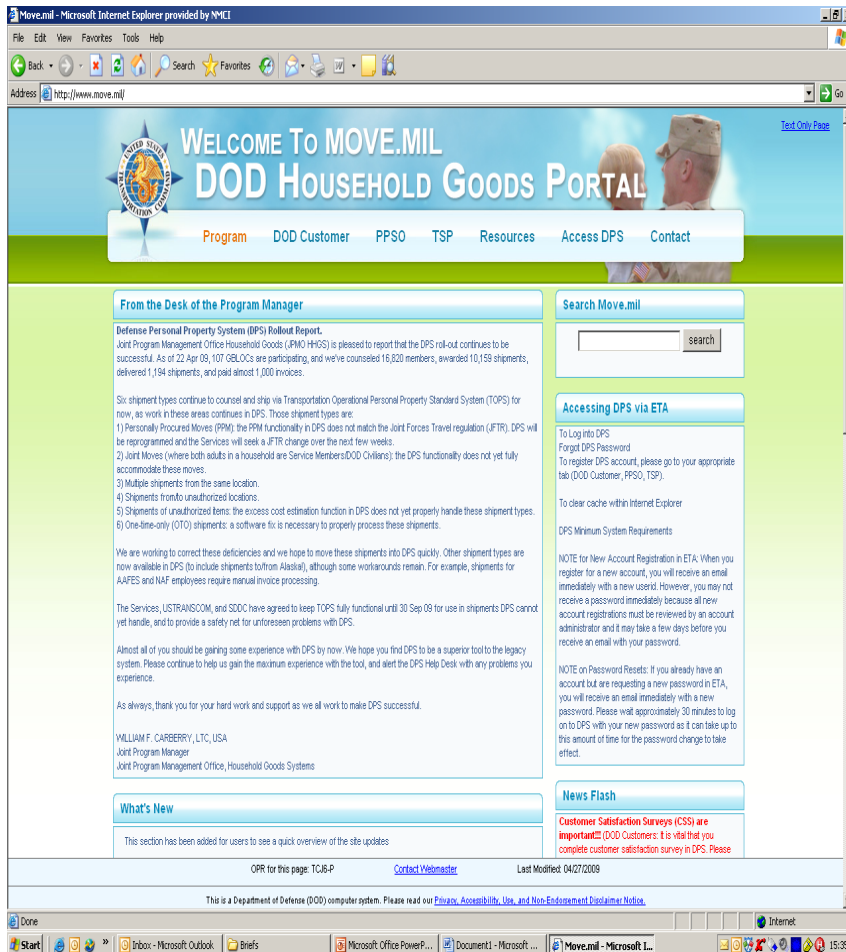 Move.mil - Microsoft Internet Explorer provided by NMCI
File Edit View Favorites Tools Help
Back Search Favorites
Address http://www.move.mil/ Go
Text Only Page
UNITED STATES TRANSPORTATION COMMAND
WELCOME TO MOVE.MIL
DOD HOUSEHOLD GOODS PORTAL
Program DOD Customer PPSO TSP Resources Access DPS Contact
From the Desk of the Program Manager
Defense Personal Property System (DPS) Rollout Report.
Joint Program Management Office Household Goods (JPMO HHGS) is pleased to report that the DPS roll-out continues to be
successful. As of 22 Apr 09, 107 GBLOCs are participating, and we've counseled 16,820 members, awarded 10,159 shipments,
delivered 1,194 shipments, and paid almost 1,000 invoices.
Six shipment types continue to counsel and ship via Transportation Operational Personal Property Standard System (TOPS) for
now, as work in these areas continues in DPS. Those shipment types are:
1) Personally Procured Moves (PPM): the PPM functionality in DPS does not match the Joint Forces Travel regulation (JFTR). DPS will
be reprogrammed and the Services will seek a JFTR change over the next few weeks.
2) Joint Moves (where both adults in a household are Service Members/DOD Civilians): the DPS functionality does not yet fully
accommodate these moves.
3) Multiple shipments from the same location.
4) Shipments from/to unauthorized locations.
5) Shipments of unauthorized items: the excess cost estimation function in DPS does not yet properly handle these shipment types.
6) One-time-only (OTO) shipments: a software fix is necessary to properly process these shipments.
We are working to correct these deficiencies and we hope to move these shipments into DPS quickly. Other shipment types are
now available in DPS (to include shipments to/from Alaska!), although some workarounds remain. For example, shipments for
AAFES and NAF employees require manual invoice processing.
The Services, USTRANSCOM, and SDDC have agreed to keep TOPS fully functional until 30 Sep 09 for use in shipments DPS cannot
yet handle, and to provide a safety net for unforeseen problems with DPS.
Almost all of you should be gaining some experience with DPS by now. We hope you find DPS to be a superior tool to the legacy
system. Please continue to help us gain the maximum experience with the tool, and alert the DPS Help Desk with any problems you
experience.
As always, thank you for your hard work and support as we all work to make DPS successful.
WILLIAM F. CARBERRY, LTC, USA
Joint Program Manager
Joint Program Management Office, Household Goods Systems
What's New
This section has been added for users to see a quick overview of the site updates
Search Move.mil
search
Accessing DPS via ETA
To Log into DPS
Forgot DPS Password
To register DPS account, please go to your appropriate
tab (DOD Customer, PPSO, TSP).
To clear cache within Internet Explorer
DPS Minimum System Requirements
NOTE for New Account Registration in ETA: When you
register for a new account, you will receive an email
immediately with a new userid. However, you may not
receive a password immediately because all new
account registrations must be reviewed by an account
administrator and it may take a few days before you
receive an email with your password.
NOTE on Password Resets: If you already have an
account but are requesting a new password in ETA,
you will receive an email immediately with a new
password. Please wait approximately 30 minutes to log
on to DPS with your new password as it can take up to
this amount of time for the password change to take
effect.
News Flash
Customer Satisfaction Surveys (CSS) are
important!!! (DOD Customers: It is vital that you
complete customer satisfaction survey in DPS. Please
OPR for this page: TCJ6-P Contact Webmaster Last Modified: 04/27/2009
This is a Department of Defense (DOD) computer system. Please read our Privacy, Accessibility, Use, and Non-Endorsement Disclaimer Notice.
Done Internet
Start Inbox - Microsoft Outlook Briefs Microsoft Office PowerP... Document1 - Microsoft ... Move.mil - Microsoft I... 15:35